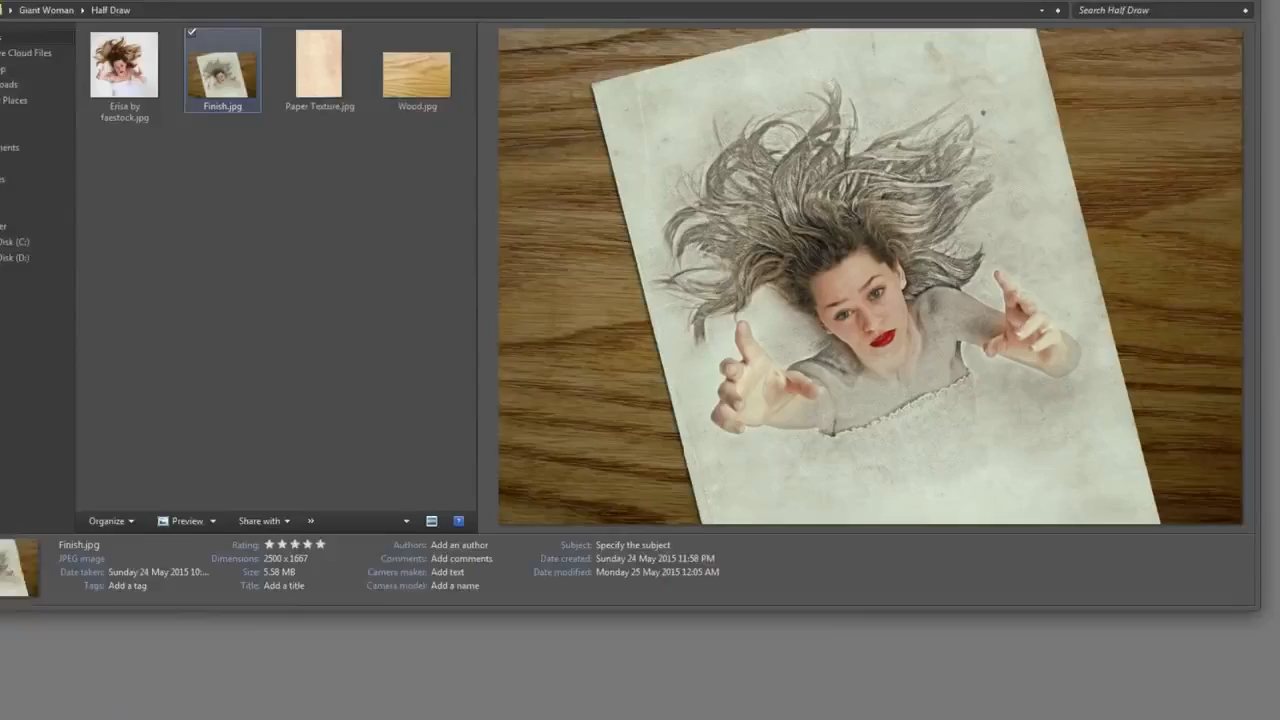 Giant Woman
Half Draw
Search Half Draw
Cloud Files
Places
Disk (C:)
Disk (D:)
Erisa by
faestock.jpg
Finish.jpg
Paper Texture.jpg
Wood.jpg
Organize
Preview
Share with
»
Finish.jpg
JPEG image
Date taken: Sunday 24 May 2015 10:...
Tags: Add a tag
Rating:
Dimensions: 2500 x 1667
Size: 5.58 MB
Title: Add a title
Authors: Add an author
Comments: Add comments
Camera maker: Add text
Camera model: Add a name
Subject: Specify the subject
Date created: Sunday 24 May 2015 11:58 PM
Date modified: Monday 25 May 2015 12:05 AM